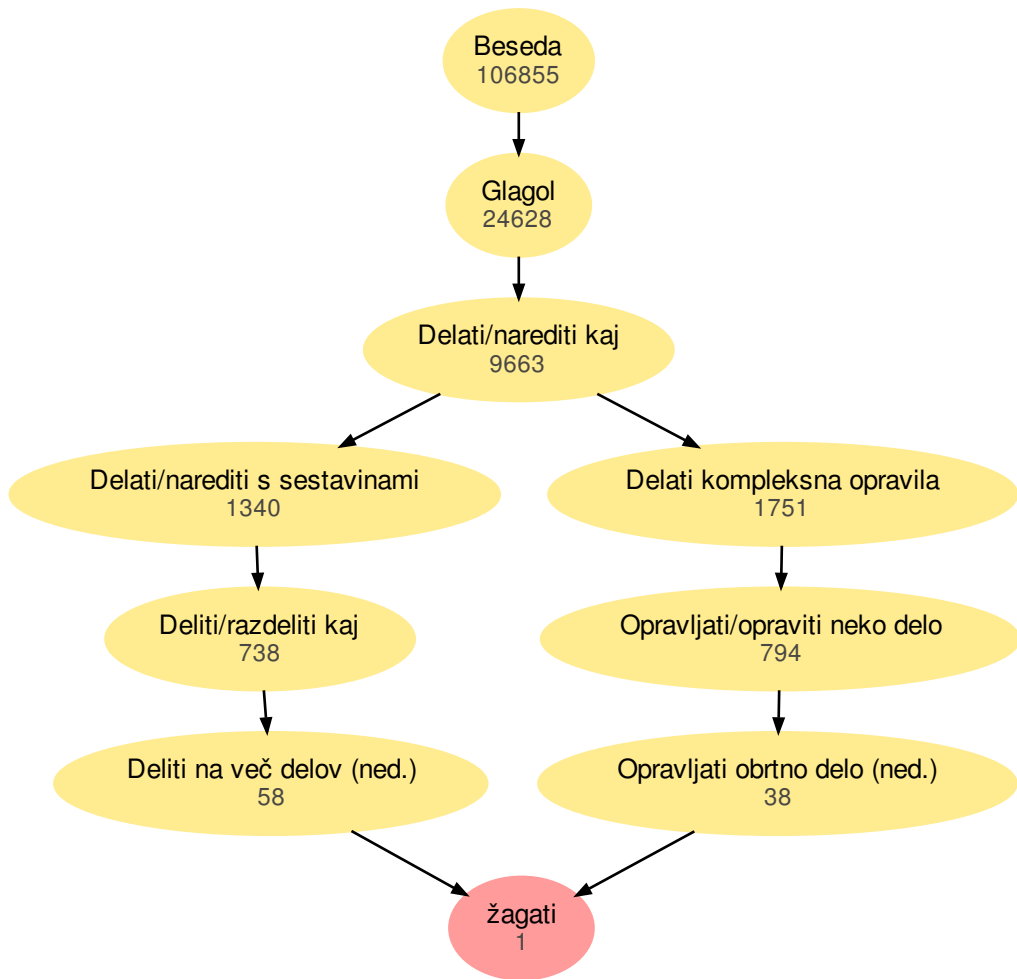 Beseda
106855
Glagol
24628
Delati/narediti kaj
9663
Delati/narediti s sestavinami
1340
Delati kompleksna opravila
1751
Deliti/razdeliti kaj
738
Opravljati/opraviti neko delo
794
Deliti na več delov (ned.)
58
Opravljati obrtno delo (ned.)
38
žagati
1